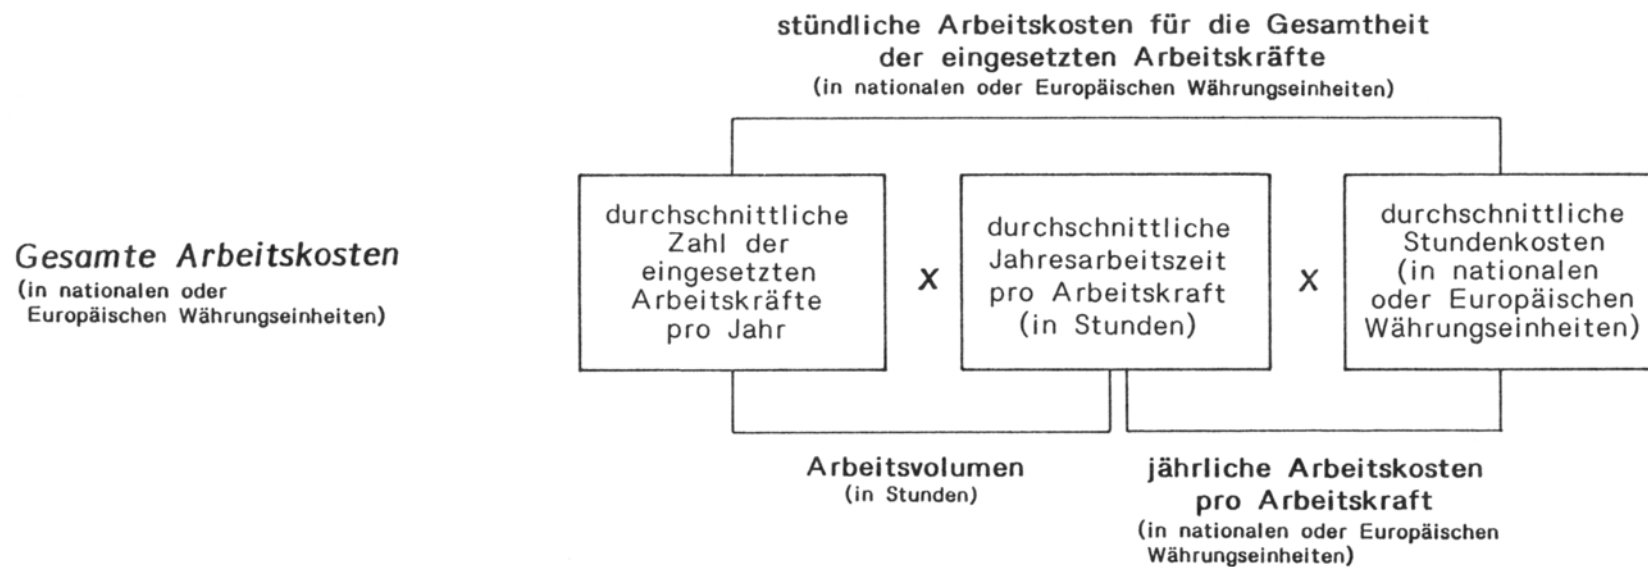 stündliche Arbeitskosten für die Gesamtheit
der eingesetzten Arbeitskräfte
(in nationalen oder Europäischen Währungseinheiten)
Gesamte Arbeitskosten
(in nationalen oder
Europäischen Währungseinheiten)
durchschnittliche
Zahl der
eingesetzten
Arbeitskräfte
pro Jahr
X
durchschnittliche
Jahresarbeitszeit
pro Arbeitskraft
(in Stunden)
X
durchschnittliche
Stundenkosten
(in nationalen
oder Europäischen
Währungseinheiten)
Arbeitsvolumen
(in Stunden)
jährliche Arbeitskosten
pro Arbeitskraft
(in nationalen oder Europäischen
Währungseinheiten)